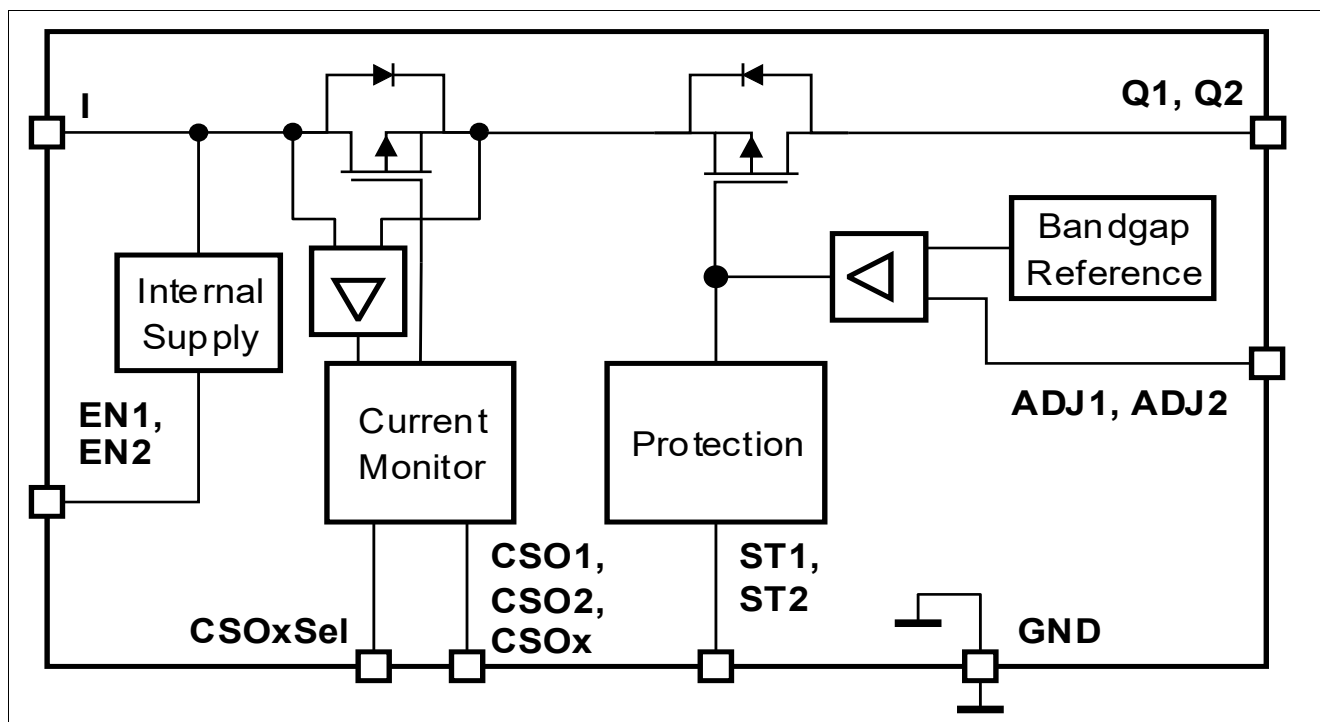 I
Q1, Q2
Bandgap
Reference
Internal
Supply
EN1,
EN2
Current
Monitor
Protection
ADJ1, ADJ2
CSO1,
CSO2,
CSOx
ST1,
ST2
CSOxSel
GND